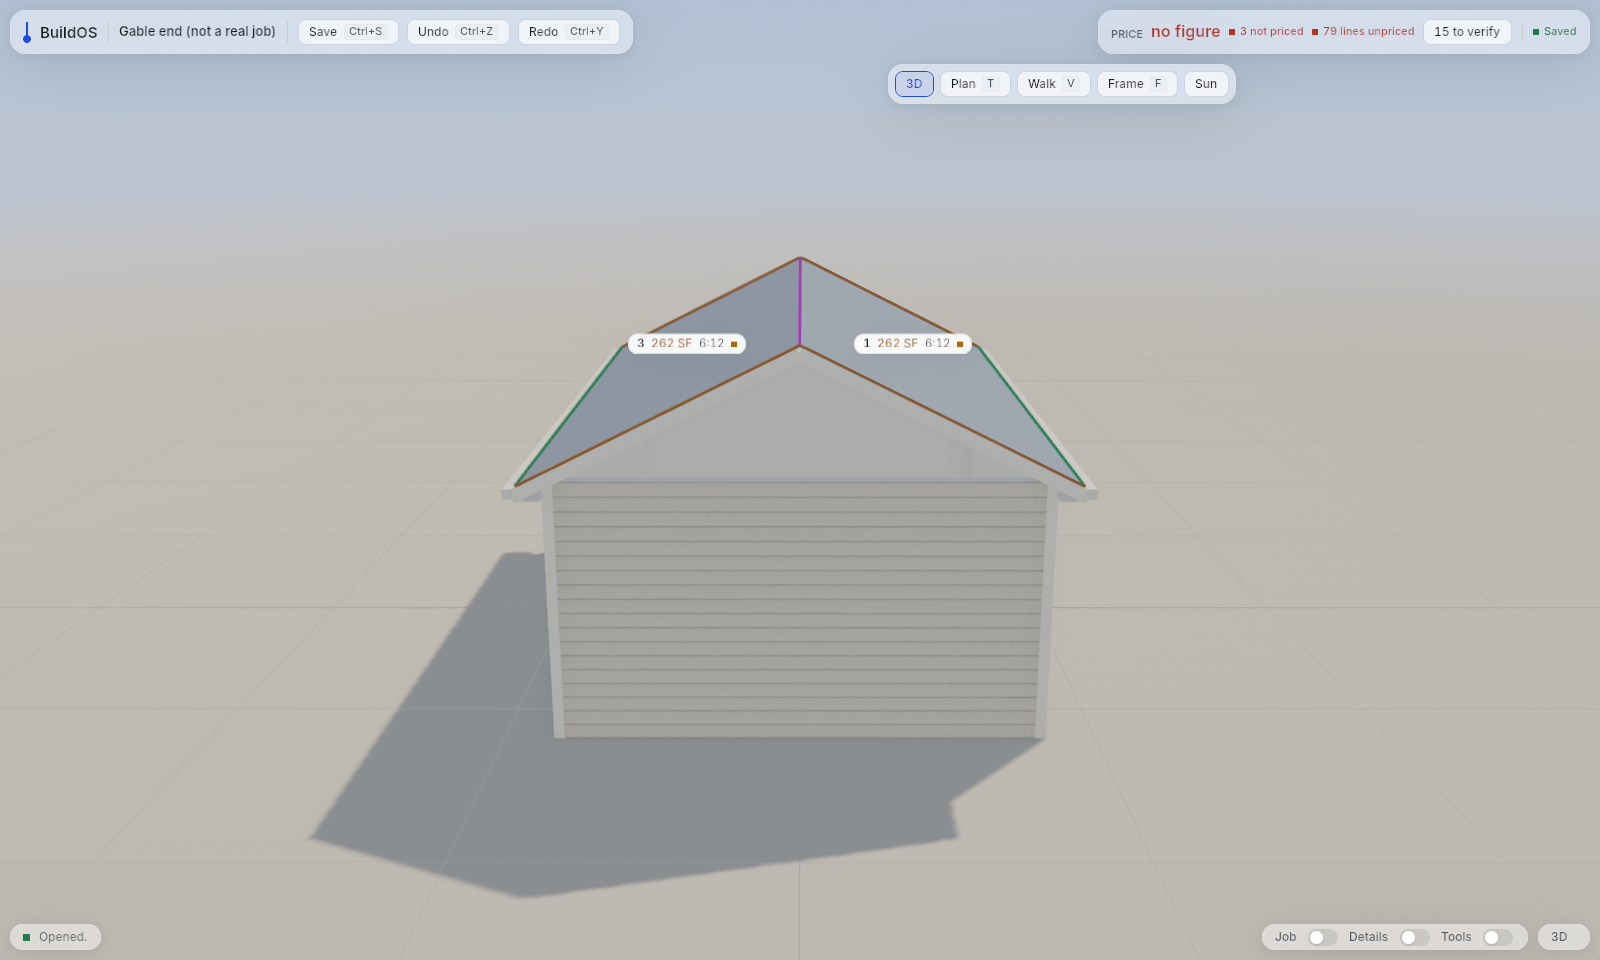 BuildOS Gable end (not a real job) Save Ctrl+S Undo Ctrl+Z Redo Ctrl+Y
PRICE no figure 3 not priced 79 lines unpriced 15 to verify Saved
3D Plan T Walk V Frame F Sun
3 262 SF 6:12
1 262 SF 6:12
Opened.
Job Details Tools 3D